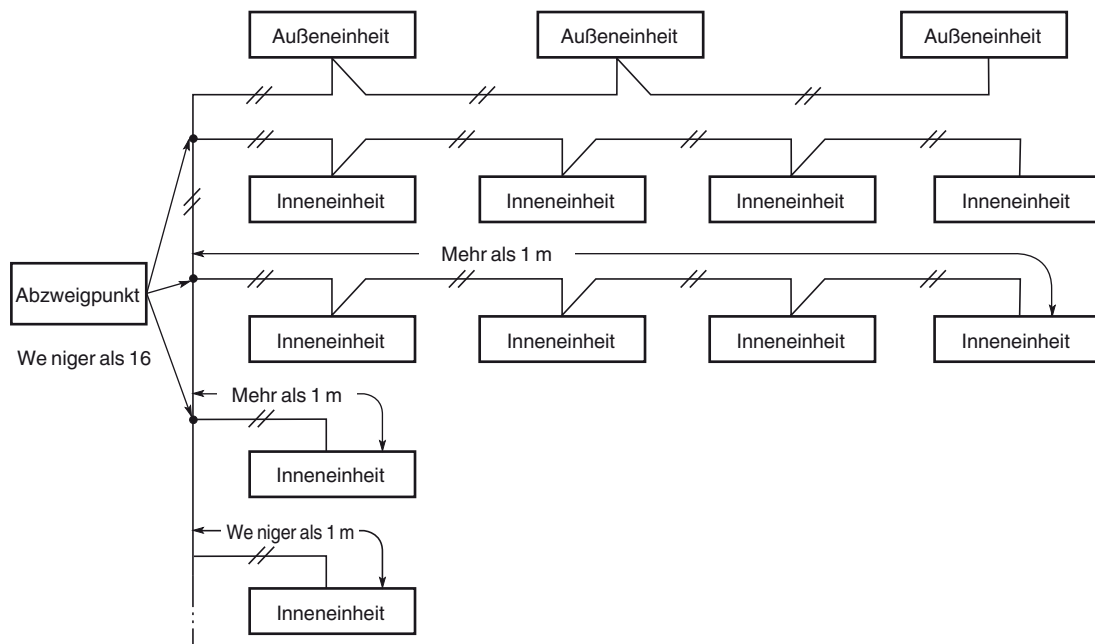 Außeneinheit Außeneinheit Außeneinheit
Inneneinheit Inneneinheit Inneneinheit Inneneinheit
Mehr als 1 m
Abzweigpunkt
Inneneinheit Inneneinheit Inneneinheit Inneneinheit
We niger als 16
Mehr als 1 m
Inneneinheit
We niger als 1 m
Inneneinheit